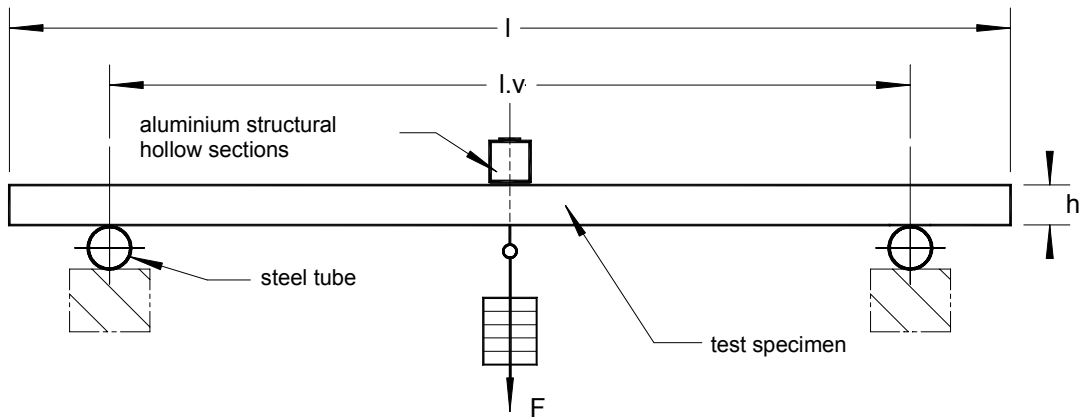 l
l.v
aluminium structural
hollow sections
h
steel tube
test specimen
F